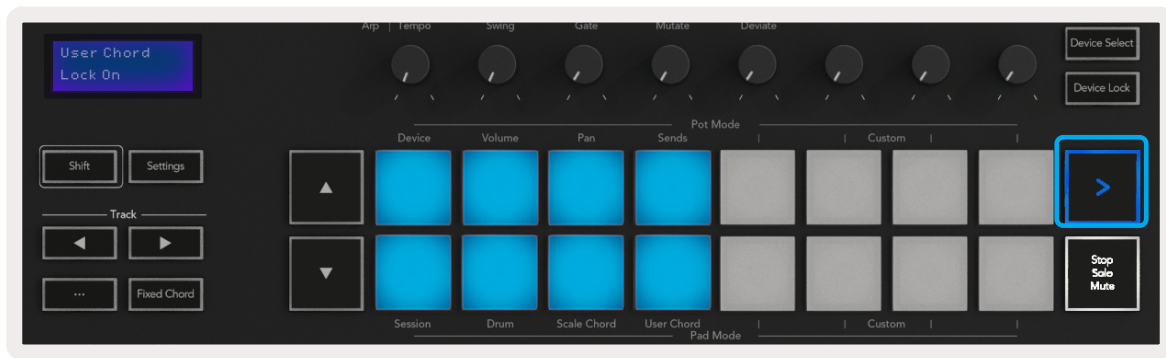 Arp | Tempo
Swing
Gate
Mutate
Deviate
User Chord
Lock On
Device Select
Device Lock
Pot Mode
Device
Volume
Pan
Sends
Custom
Shift
Settings
▲
>
Track
◀
▶
▼
Stop
Solo
Mute
...
Fixed Chord
Session
Drum
Scale Chord
User Chord
Custom
Pad Mode